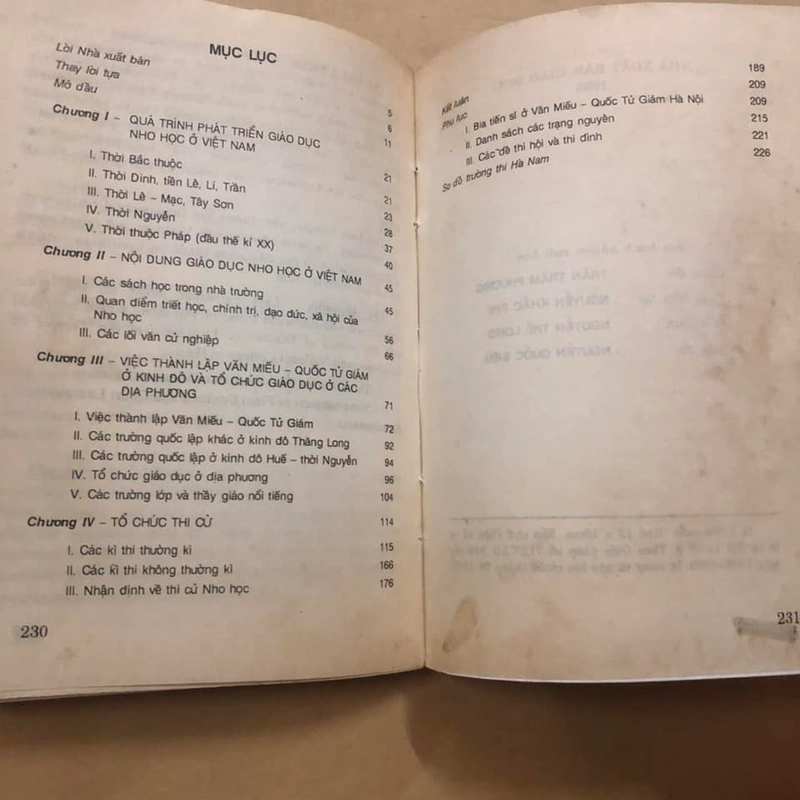 MỤC LỤC
Lời Nhà xuất bản
Thay lời tựa 5
Mở đầu 6
Chương I – QUÁ TRÌNH PHÁT TRIỂN GIÁO DỤC 11
NHO HỌC Ở VIỆT NAM
I. Thời Bắc thuộc 21
II. Thời Đinh, tiền Lê, Lí, Trần 21
III. Thời Lê – Mạc, Tây Sơn 23
IV. Thời Nguyễn 28
V. Thời thuộc Pháp (đầu thế kỉ XX) 37
Chương II – NỘI DUNG GIÁO DỤC NHO HỌC Ở VIỆT NAM 40
I. Các sách học trong nhà trường 45
II. Quan điểm triết học, chính trị, đạo đức, xã hội của 45
Nho học
III. Các lối văn cử nghiệp 56
66
Chương III – VIỆC THÀNH LẬP VĂN MIẾU – QUỐC TỬ GIÁM
Ở KINH ĐÔ VÀ TỔ CHỨC GIÁO DỤC Ở CÁC
ĐỊA PHƯƠNG 71
I. Việc thành lập Văn Miếu – Quốc Tử Giám 72
II. Các trường quốc lập khác ở kinh đô Thăng Long 92
III. Các trường quốc lập ở kinh đô Huế – thời Nguyễn 94
IV. Tổ chức giáo dục ở địa phương 96
V. Các trường lớp và thầy giáo nổi tiếng 104
Chương IV – TỔ CHỨC THI CỬ 114
I. Các kì thi thường kì 115
II. Các kì thi không thường kì 166
III. Nhận định về thi cử Nho học 176
230
Kết luận 189
Phụ lục 209
I. Bia tiến sĩ ở Văn Miếu – Quốc Tử Giám Hà Nội 209
II. Danh sách các trạng nguyên 215
III. Các đề thi hội và thi đình 221
Sơ đồ trường thi Hà Nam 226
231